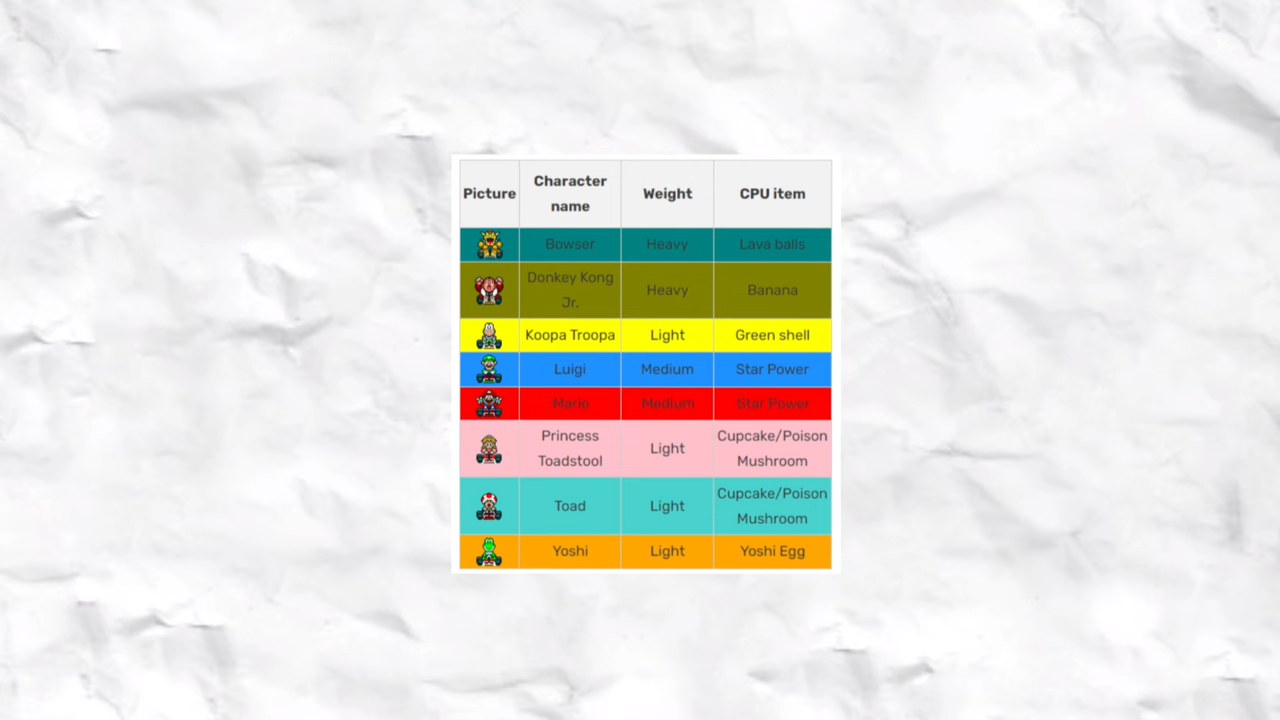 Picture Character name Weight CPU item
Bowser Heavy Lava balls
Donkey Kong Jr. Heavy Banana
Koopa Troopa Light Green shell
Luigi Medium Star Power
Mario Medium Star Power
Princess Toadstool Light Cupcake/Poison Mushroom
Toad Light Cupcake/Poison Mushroom
Yoshi Light Yoshi Egg